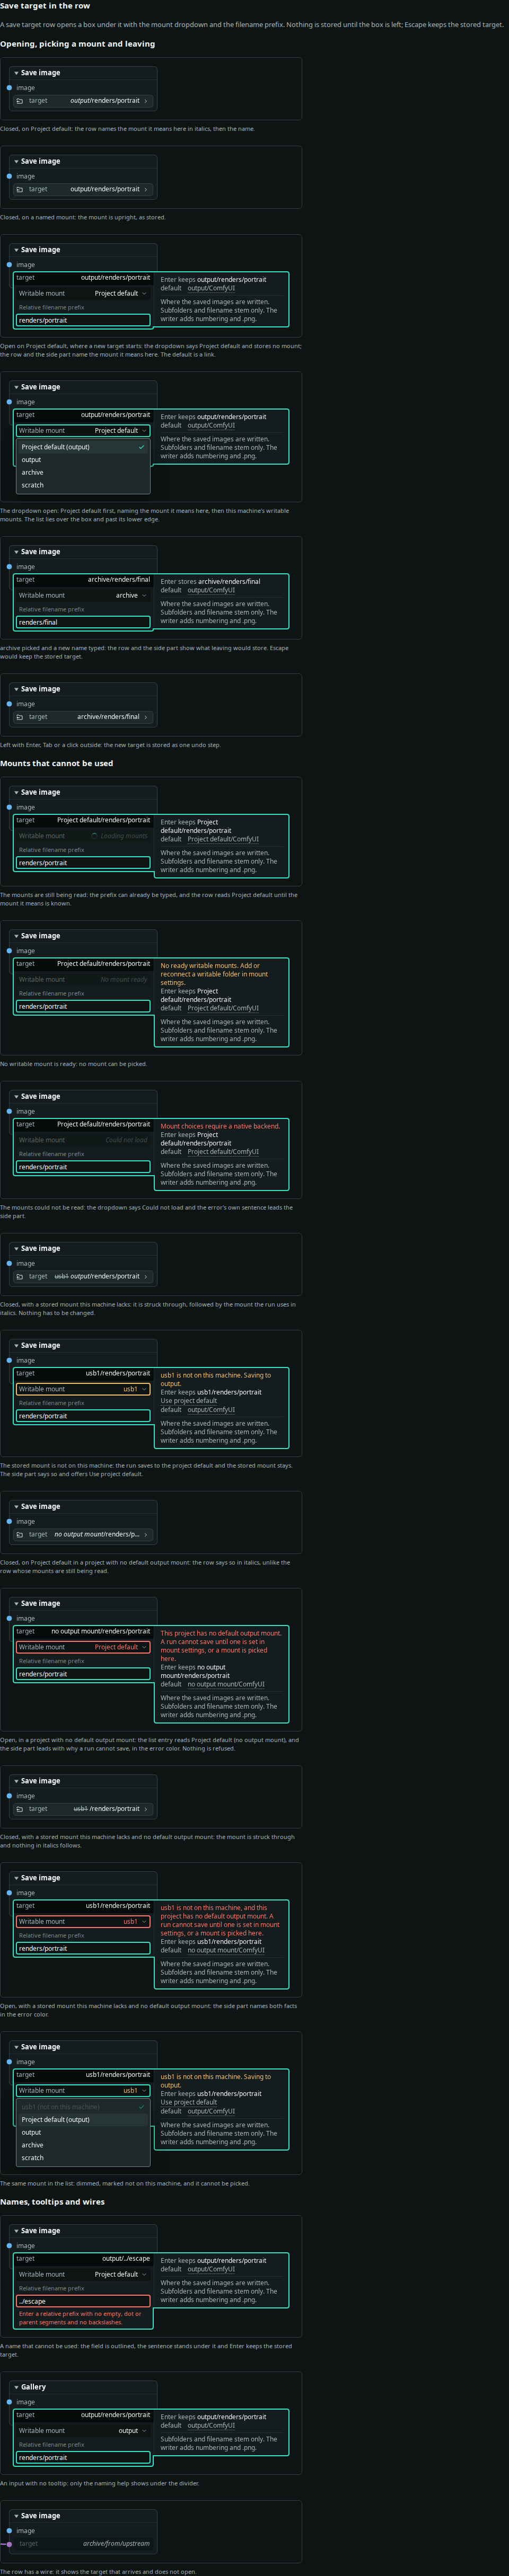 Save target in the row
A save target row opens a box under it with the mount dropdown and the filename prefix. Nothing is stored until the box is left; Escape keeps the stored target.
Opening, picking a mount and leaving
Save image
image
target output/renders/portrait
Closed, on Project default: the row names the mount it means here in italics, then the name.
Save image
image
target output/renders/portrait
Closed, on a named mount: the mount is upright, as stored.
Save image
image
target output/renders/portrait
Writable mount Project default
Relative filename prefix
renders/portrait
Enter keeps output/renders/portrait
default output/ComfyUI
Where the saved images are written.
Subfolders and filename stem only. The
writer adds numbering and .png.
Open on Project default, where a new target starts: the dropdown says Project default and stores no mount;
the row and the side part name the mount it means here. The default is a link.
Save image
image
target output/renders/portrait
Writable mount Project default
Project default (output)
output
archive
scratch
Enter keeps output/renders/portrait
default output/ComfyUI
Where the saved images are written.
Subfolders and filename stem only. The
writer adds numbering and .png.
The dropdown open: Project default first, naming the mount it means here, then this machine's writable
mounts. The list lies over the box and past its lower edge.
Save image
image
target archive/renders/final
Writable mount archive
Relative filename prefix
renders/final
Enter stores archive/renders/final
default output/ComfyUI
Where the saved images are written.
Subfolders and filename stem only. The
writer adds numbering and .png.
archive picked and a new name typed: the row and the side part show what leaving would store. Escape
would keep the stored target.
Save image
image
target archive/renders/final
Left with Enter, Tab or a click outside: the new target is stored as one undo step.
Mounts that cannot be used
Save image
image
target Project default/renders/portrait
Writable mount Loading mounts
Relative filename prefix
renders/portrait
Enter keeps Project
default/renders/portrait
default Project default/ComfyUI
Where the saved images are written.
Subfolders and filename stem only. The
writer adds numbering and .png.
The mounts are still being read: the prefix can already be typed, and the row reads Project default until the
mount it means is known.
Save image
image
target Project default/renders/portrait
Writable mount No mount ready
Relative filename prefix
renders/portrait
No ready writable mounts. Add or
reconnect a writable folder in mount
settings.
Enter keeps Project
default/renders/portrait
default Project default/ComfyUI
Where the saved images are written.
Subfolders and filename stem only. The
writer adds numbering and .png.
No writable mount is ready: no mount can be picked.
Save image
image
target Project default/renders/portrait
Writable mount Could not load
Relative filename prefix
renders/portrait
Mount choices require a native backend.
Enter keeps Project
default/renders/portrait
default Project default/ComfyUI
Where the saved images are written.
Subfolders and filename stem only. The
writer adds numbering and .png.
The mounts could not be read: the dropdown says Could not load and the error's own sentence leads the
side part.
Save image
image
target usb1 output/renders/portrait
Closed, with a stored mount this machine lacks: it is struck through, followed by the mount the run uses in
italics. Nothing has to be changed.
Save image
image
target usb1/renders/portrait
Writable mount usb1
Relative filename prefix
renders/portrait
usb1 is not on this machine. Saving to
output.
Enter keeps usb1/renders/portrait
Use project default
default output/ComfyUI
Where the saved images are written.
Subfolders and filename stem only. The
writer adds numbering and .png.
The stored mount is not on this machine: the run saves to the project default and the stored mount stays.
The side part says so and offers Use project default.
Save image
image
target no output mount/renders/p...
Closed, on Project default in a project with no default output mount: the row says so in italics, unlike the
row whose mounts are still being read.
Save image
image
target no output mount/renders/portrait
Writable mount Project default
Relative filename prefix
renders/portrait
This project has no default output mount.
A run cannot save until one is set in
mount settings, or a mount is picked
here.
Enter keeps no output
mount/renders/portrait
default no output mount/ComfyUI
Where the saved images are written.
Subfolders and filename stem only. The
writer adds numbering and .png.
Open, in a project with no default output mount: the list entry reads Project default (no output mount), and
the side part leads with why a run cannot save, in the error color. Nothing is refused.
Save image
image
target usb1 /renders/portrait
Closed, with a stored mount this machine lacks and no default output mount: the mount is struck through
and nothing in italics follows.
Save image
image
target usb1/renders/portrait
Writable mount usb1
Relative filename prefix
renders/portrait
usb1 is not on this machine, and this
project has no default output mount. A
run cannot save until one is set in mount
settings, or a mount is picked here.
Enter keeps usb1/renders/portrait
default no output mount/ComfyUI
Where the saved images are written.
Subfolders and filename stem only. The
writer adds numbering and .png.
Open, with a stored mount this machine lacks and no default output mount: the side part names both facts
in the error color.
Save image
image
target usb1/renders/portrait
Writable mount usb1
usb1 (not on this machine)
Project default (output)
output
archive
scratch
usb1 is not on this machine. Saving to
output.
Enter keeps usb1/renders/portrait
Use project default
default output/ComfyUI
Where the saved images are written.
Subfolders and filename stem only. The
writer adds numbering and .png.
The same mount in the list: dimmed, marked not on this machine, and it cannot be picked.
Names, tooltips and wires
Save image
image
target output/../escape
Writable mount Project default
Relative filename prefix
../escape
Enter a relative prefix with no empty, dot or
parent segments and no backslashes.
Enter keeps output/renders/portrait
default output/ComfyUI
Where the saved images are written.
Subfolders and filename stem only. The
writer adds numbering and .png.
A name that cannot be used: the field is outlined, the sentence stands under it and Enter keeps the stored
target.
Gallery
image
target output/renders/portrait
Writable mount output
Relative filename prefix
renders/portrait
Enter keeps output/renders/portrait
default output/ComfyUI
Subfolders and filename stem only. The
writer adds numbering and .png.
An input with no tooltip: only the naming help shows under the divider.
Save image
image
target archive/from/upstream
The row has a wire: it shows the target that arrives and does not open.